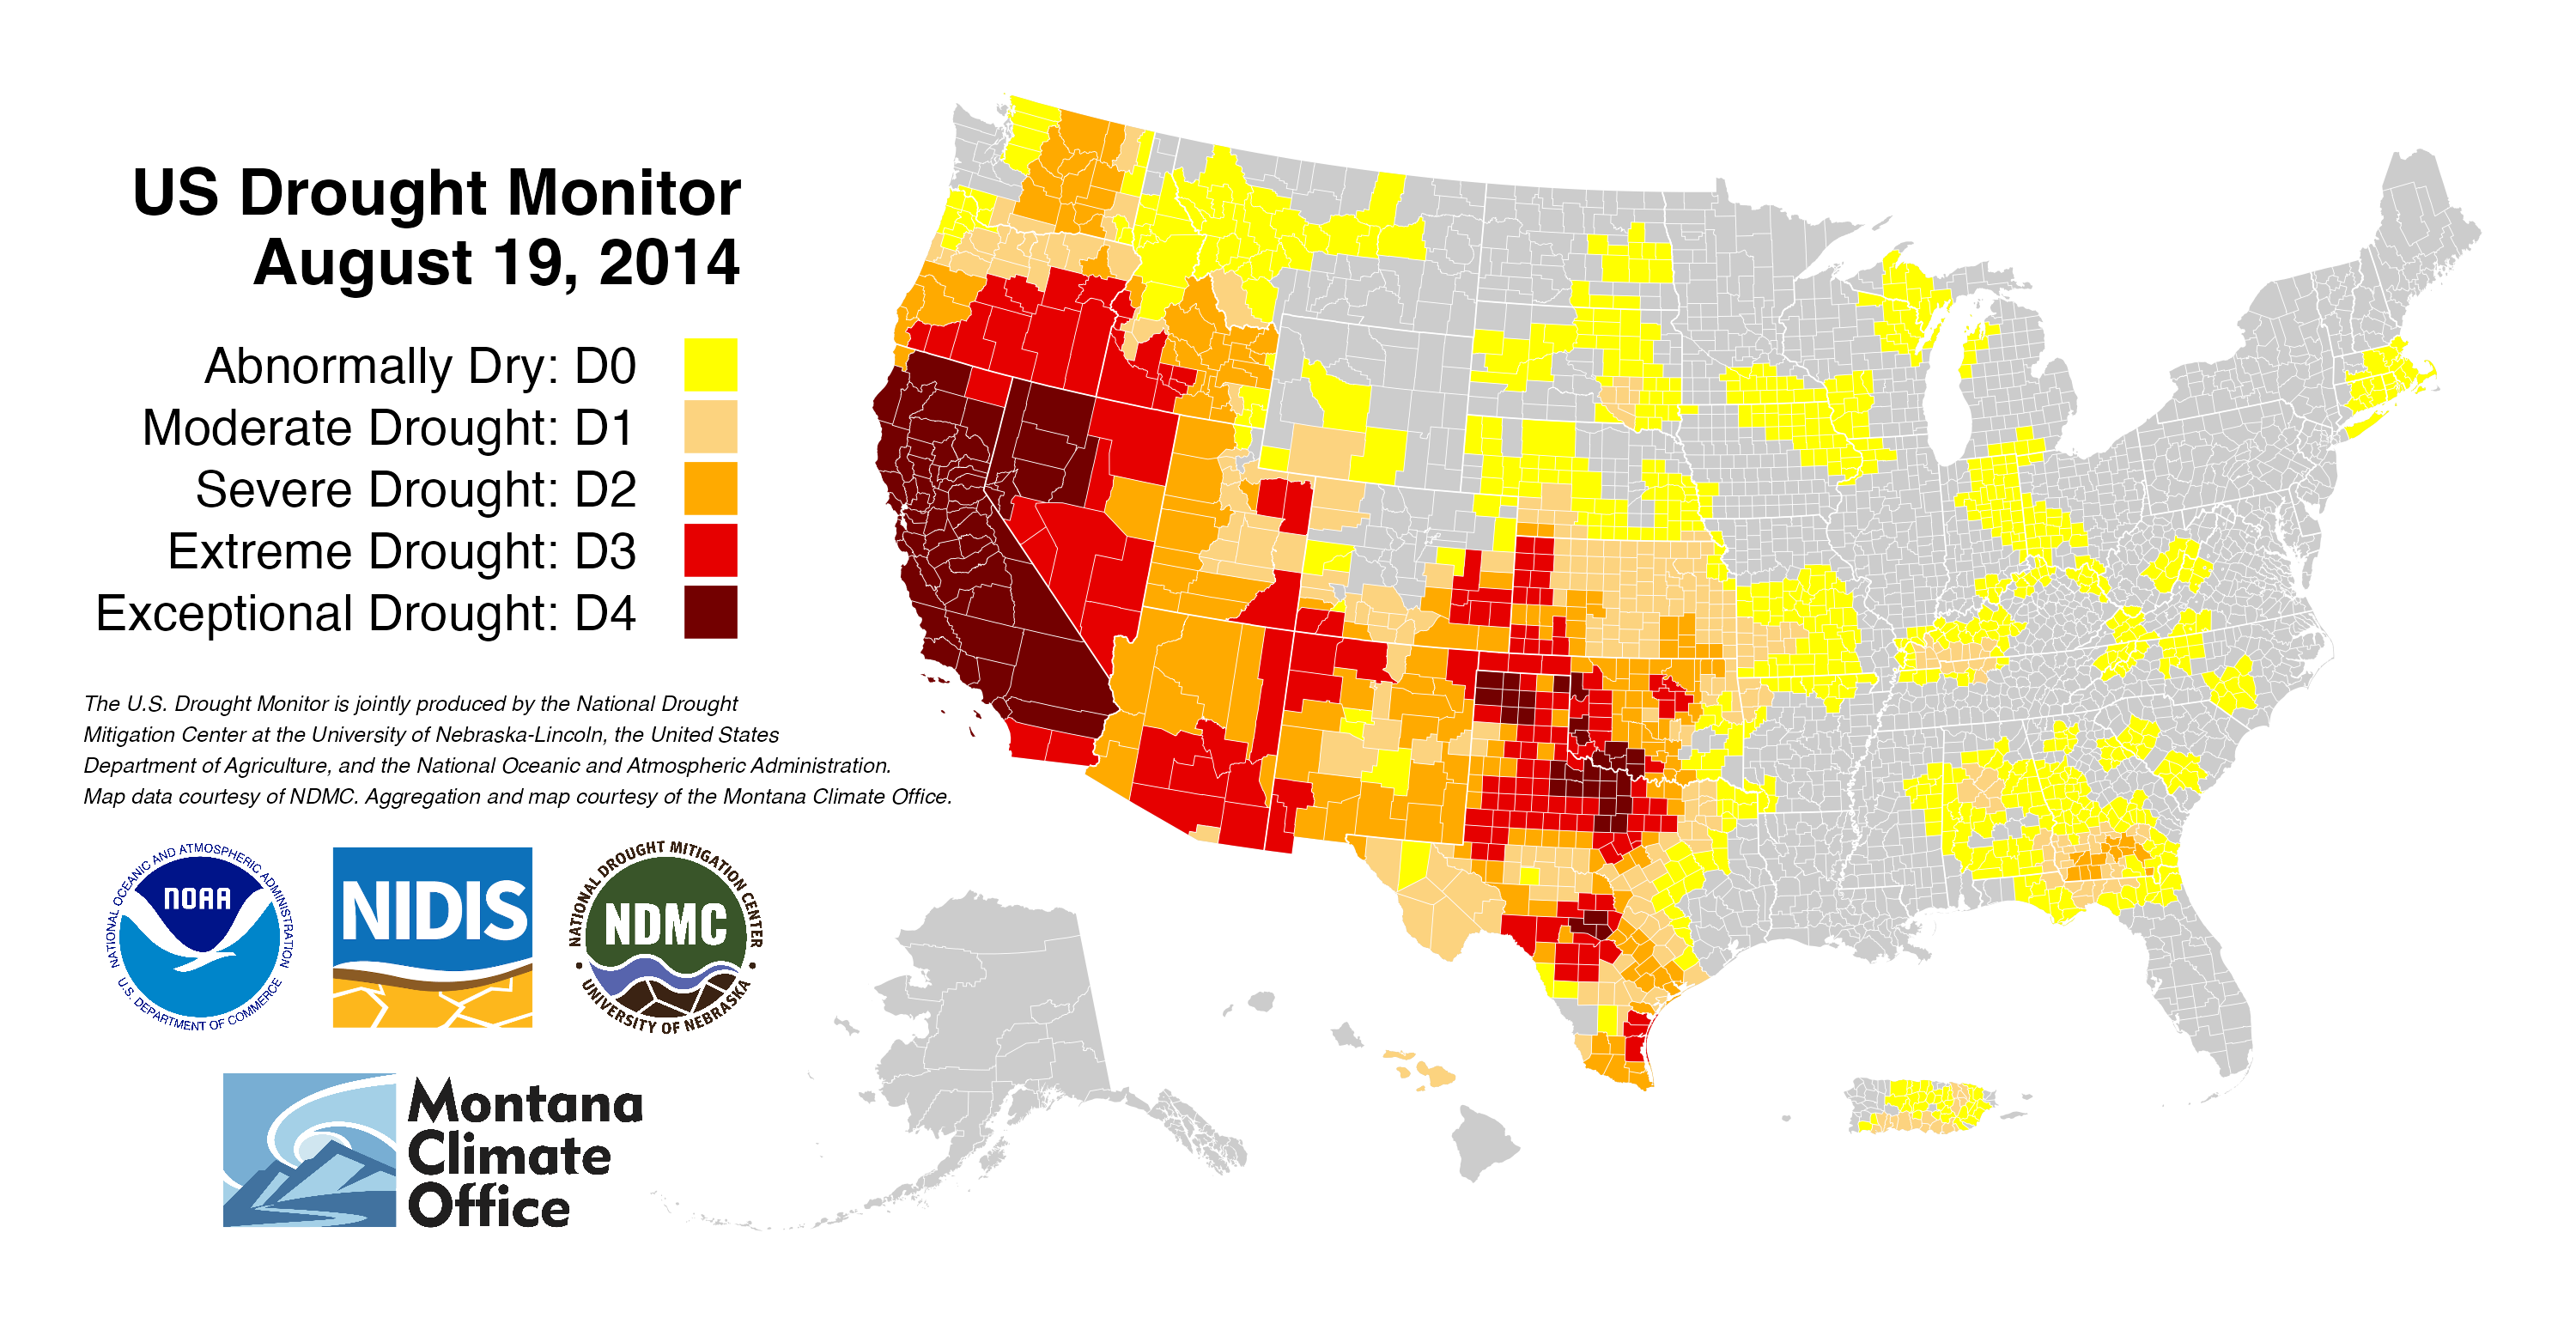 US Drought Monitor
August 19, 2014
Abnormally Dry: D0
Moderate Drought: D1
Severe Drought: D2
Extreme Drought: D3
Exceptional Drought: D4
The U.S. Drought Monitor is jointly produced by the National Drought
Mitigation Center at the University of Nebraska-Lincoln, the United States
Department of Agriculture, and the National Oceanic and Atmospheric Administration.
Map data courtesy of NDMC. Aggregation and map courtesy of the Montana Climate Office.
NATIONAL OCEANIC AND ATMOSPHERIC ADMINISTRATION
NOAA
U.S. DEPARTMENT OF COMMERCE
NIDIS
NATIONAL DROUGHT MITIGATION CENTER
NDMC
UNIVERSITY OF NEBRASKA
Montana
Climate
Office